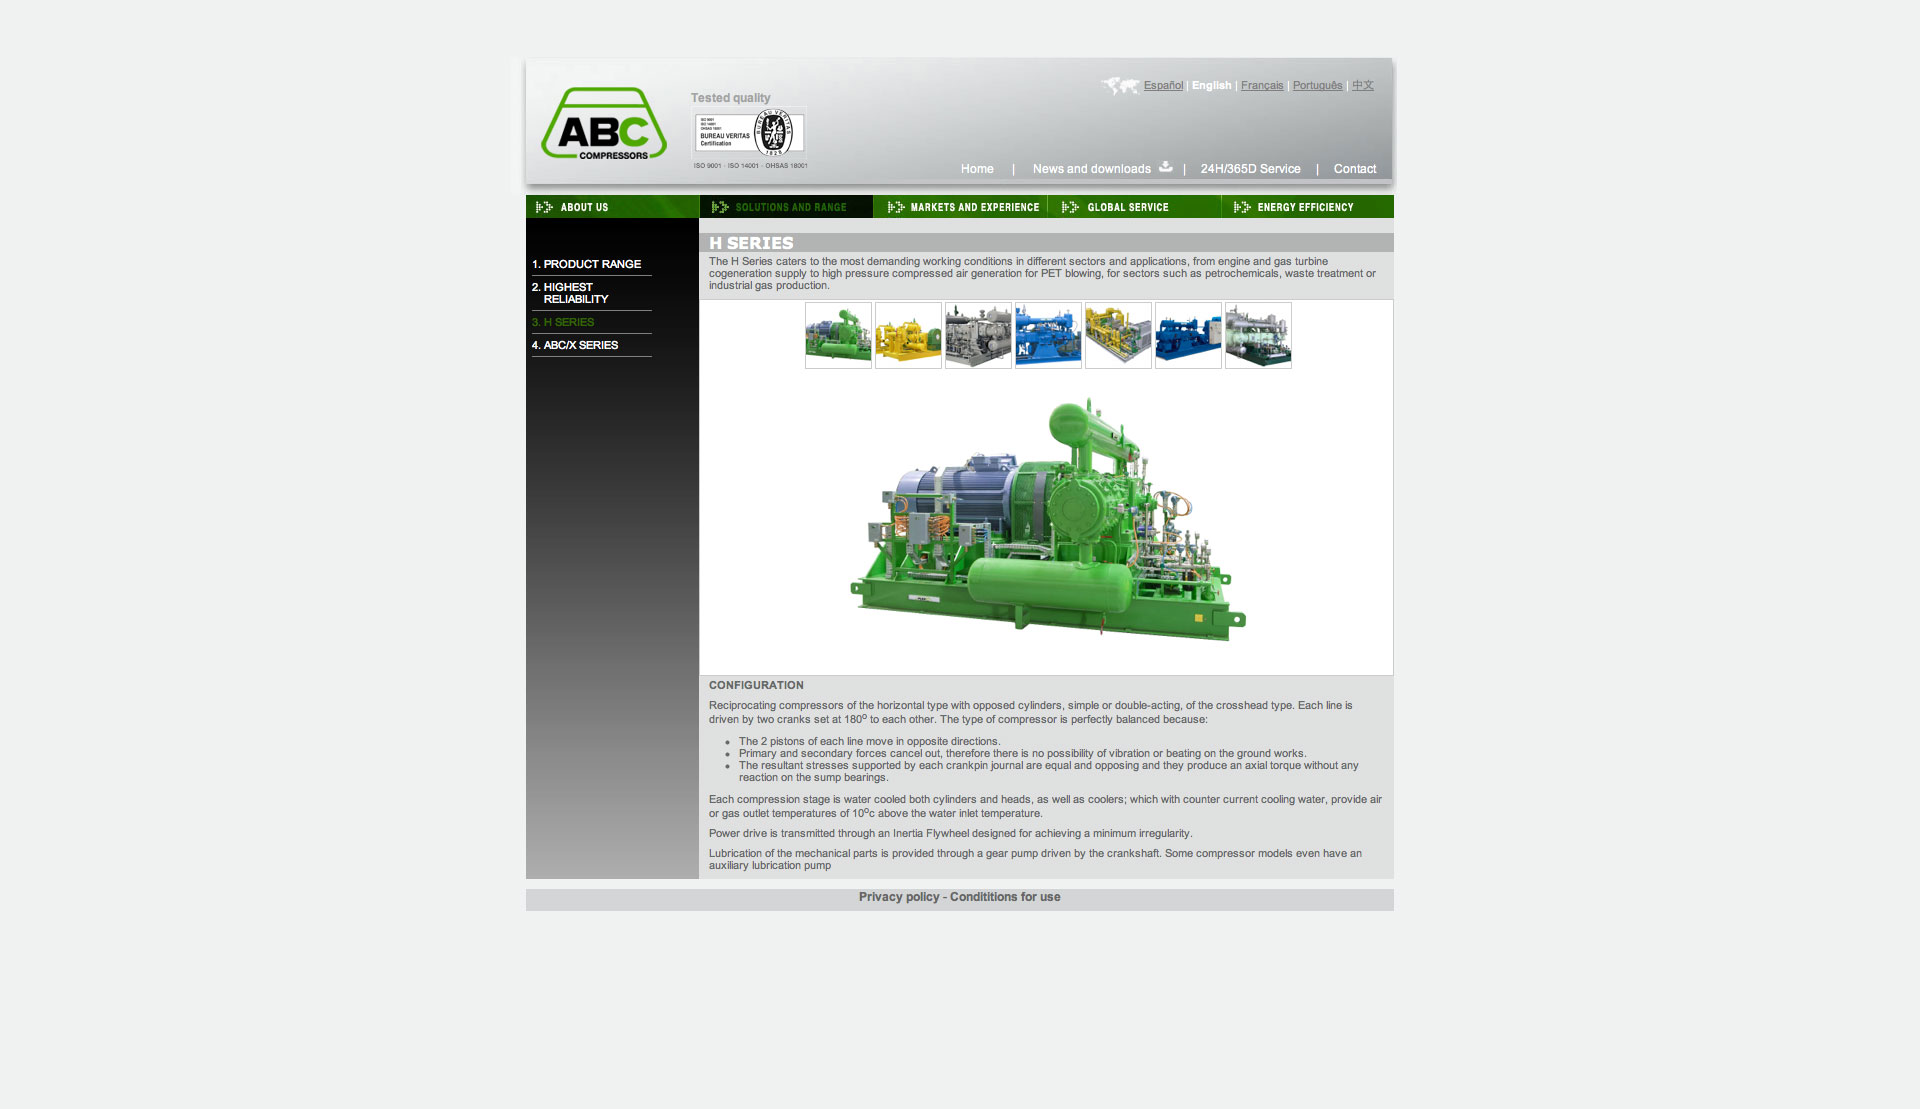 Español | English | Français | Português | 中文
Tested quality
ABC
COMPRESSORS
ISO 9001
ISO 14001
OHSAS 18001
BUREAU VERITAS
Certification
BUREAU VERITAS
1828
ISO 9001 - ISO 14001 - OHSAS 18001
Home | News and downloads | 24H/365D Service | Contact
ABOUT US SOLUTIONS AND RANGE MARKETS AND EXPERIENCE GLOBAL SERVICE ENERGY EFFICIENCY
1. PRODUCT RANGE
2. HIGHEST
RELIABILITY
3. H SERIES
4. ABC/X SERIES
H SERIES
The H Series caters to the most demanding working conditions in different sectors and applications, from engine and gas turbine
cogeneration supply to high pressure compressed air generation for PET blowing, for sectors such as petrochemicals, waste treatment or
industrial gas production.
CONFIGURATION
Reciprocating compressors of the horizontal type with opposed cylinders, simple or double-acting, of the crosshead type. Each line is
driven by two cranks set at 180º to each other. The type of compressor is perfectly balanced because:
• The 2 pistons of each line move in opposite directions.
• Primary and secondary forces cancel out, therefore there is no possibility of vibration or beating on the ground works.
• The resultant stresses supported by each crankpin journal are equal and opposing and they produce an axial torque without any
reaction on the sump bearings.
Each compression stage is water cooled both cylinders and heads, as well as coolers; which with counter current cooling water, provide air
or gas outlet temperatures of 10ºc above the water inlet temperature.
Power drive is transmitted through an Inertia Flywheel designed for achieving a minimum irregularity.
Lubrication of the mechanical parts is provided through a gear pump driven by the crankshaft. Some compressor models even have an
auxiliary lubrication pump
Privacy policy - Condititions for use